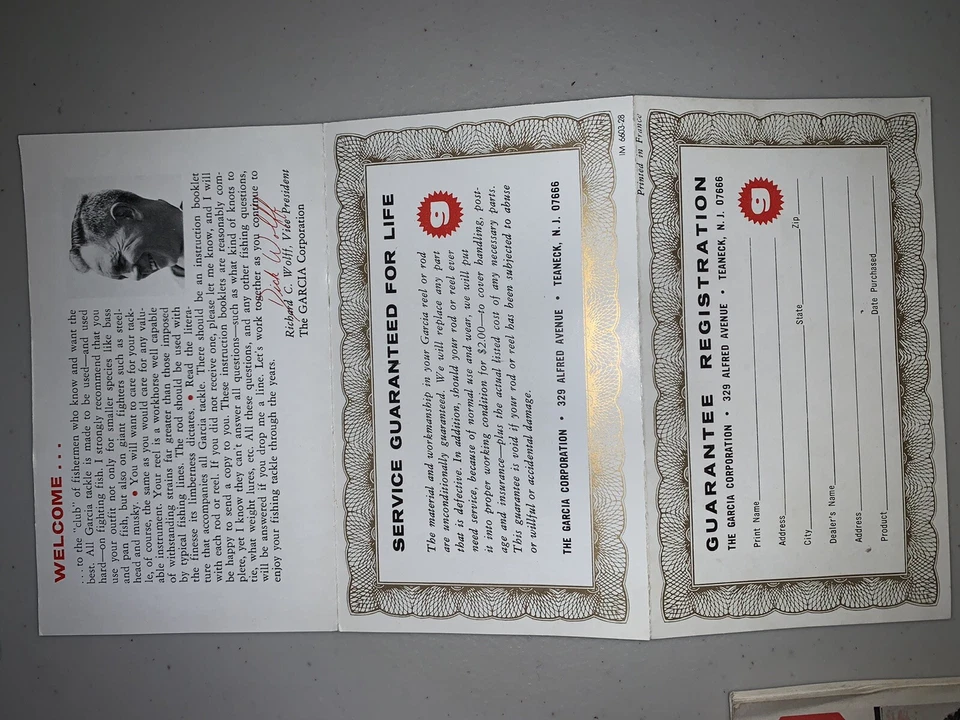 WELCOME . . .
. . . to the "club" of fishermen who know and want the
best. All Garcia tackle is made to be used—and used
hard—on fighting fish. I strongly recommend that you
use your outfit not only for smaller species like bass
and pan fish, but also on giant fighters such as steel-
head and musky. • You will want to care for your tack-
le, of course, the same as you would care for any valu-
able instrument. Your reel is a workhorse well capable
of withstanding strains far greater than those imposed
by typical fishing lines. The rod should be used with
the finesse its limberness dictates. • Read the litera-
ture that accompanies all Garcia tackle. There should be an instruction booklet
with each rod or reel. If you did not receive one, please let me know, and I will
be happy to send a copy to you. These instruction booklets are reasonably com-
plete, yet I know they can't answer all questions—such as what kind of knots to
tie, what weight lures, etc. All these questions, and any other fishing questions,
will be answered if you drop me a line. Let's work together as you continue to
enjoy your fishing tackle through the years.
Dick Wolff
Richard C. Wolff, Vice President
The GARCIA Corporation
SERVICE GUARANTEED FOR LIFE
g
The material and workmanship in your Garcia reel or rod
are unconditionally guaranteed. We will replace any part
that is defective. In addition, should your rod or reel ever
need service, because of normal use and wear, we will put
it into proper working condition for $2.00—to cover handling, post-
age and insurance—plus the actual listed cost of any necessary parts.
This guarantee is void if your rod or reel has been subjected to abuse
or willful or accidental damage.
THE GARCIA CORPORATION • 329 ALFRED AVENUE • TEANECK, N. J. 07666
IM 6603-28
Printed in France
GUARANTEE REGISTRATION
THE GARCIA CORPORATION • 329 ALFRED AVENUE • TEANECK, N. J. 07666
g
Print Name
Address
City State Zip
Dealer's Name
Address
Product Date Purchased